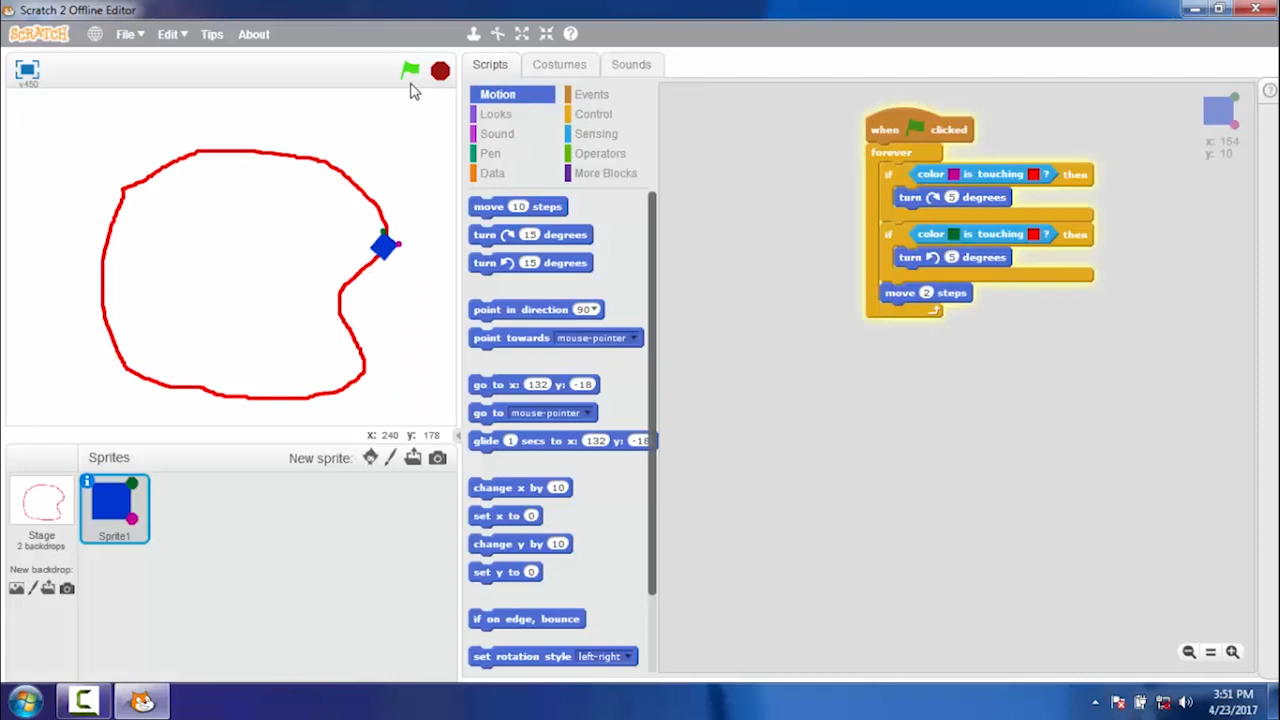 Scratch 2 Offline Editor
SCRATCH File Edit Tips About
v450
Scripts Costumes Sounds
Motion Events
Looks Control
Sound Sensing
Pen Operators
Data More Blocks
x: 164
y: 10
when clicked
forever
if color is touching ? then
turn 5 degrees
if color is touching ? then
turn 5 degrees
move 2 steps
move 10 steps
turn 15 degrees
turn 15 degrees
point in direction 90
point towards mouse-pointer
go to x: 132 y: -18
go to mouse-pointer
glide 1 secs to x: 132 y: -18
change x by 10
set x to 0
change y by 10
set y to 0
if on edge, bounce
set rotation style left-right
x: 240 y: 178
Sprites New sprite:
Stage
2 backdrops
New backdrop:
Sprite1
3:51 PM
4/23/2017